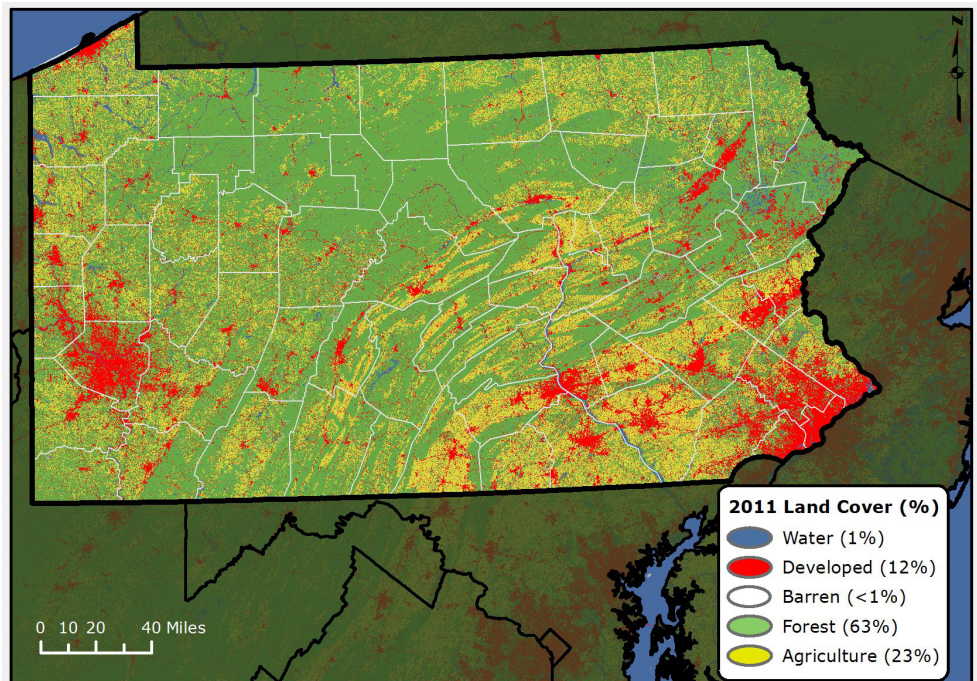 N
2011 Land Cover (%)
Water (1%)
Developed (12%)
Barren (<1%)
Forest (63%)
Agriculture (23%)
0 10 20 40 Miles